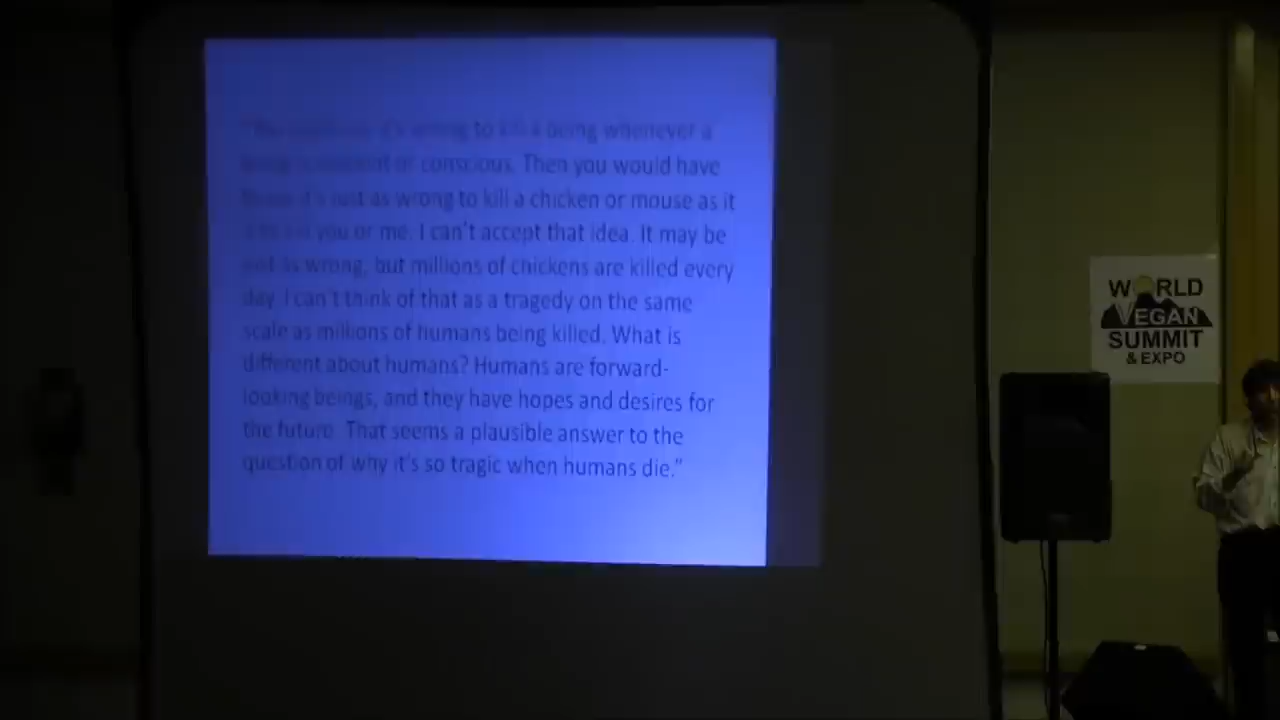 it's wrong to kill a being whenever a
of conscious. Then you would have
it's just as wrong to kill a chicken or mouse as it
you or me. I can't accept that idea. It may be
as wrong, but millions of chickens are killed every
day. I can't think of that as a tragedy on the same
scale as millions of humans being killed. What is
different about humans? Humans are forward-
looking beings, and they have hopes and desires for
the future. That seems a plausible answer to the
question of why it's so tragic when humans die."
WORLD
VEGAN
SUMMIT
& EXPO